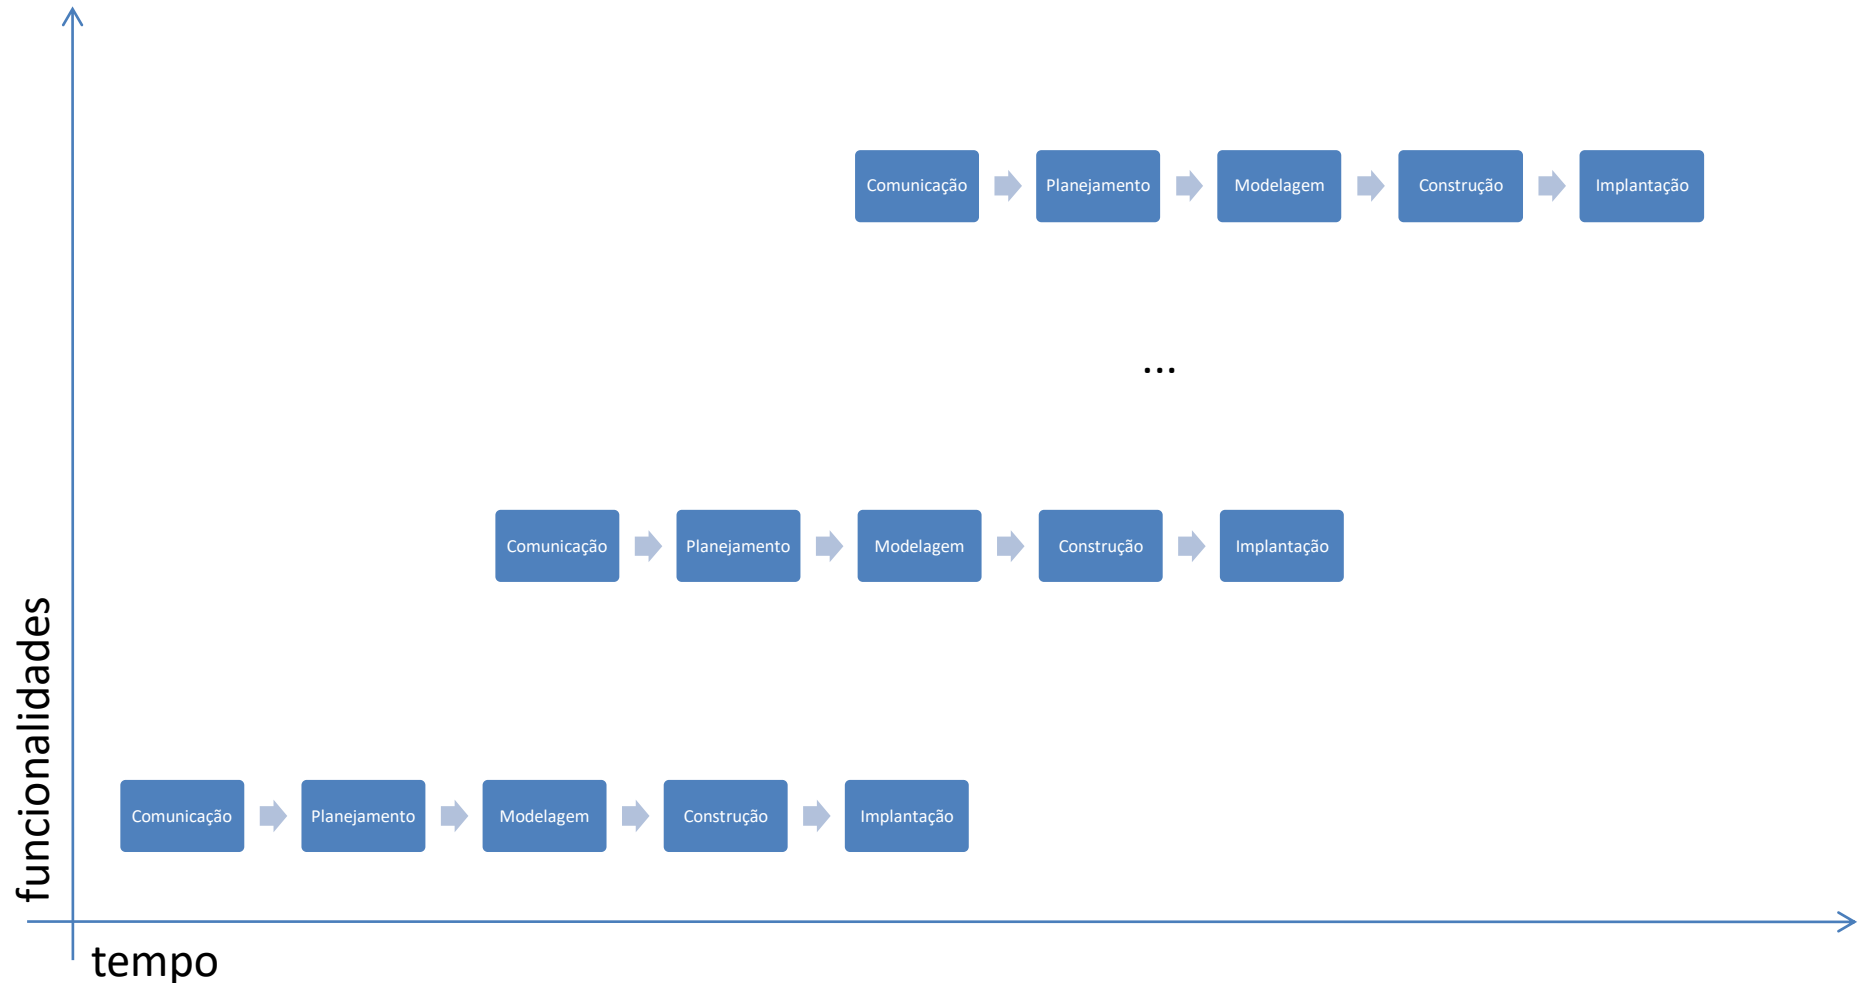 Comunicação
Planejamento
Modelagem
Construção
Implantação
...
Comunicação
Planejamento
Modelagem
Construção
Implantação
funcionalidades
Comunicação
Planejamento
Modelagem
Construção
Implantação
tempo